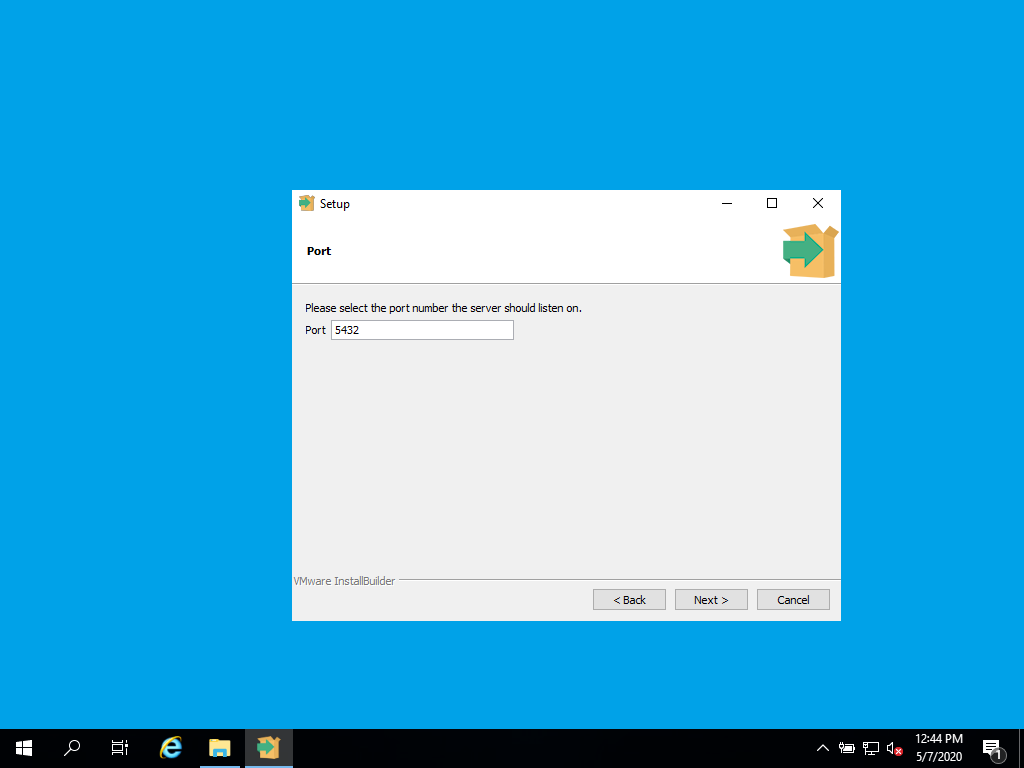 Setup
Port
Please select the port number the server should listen on.
Port 5432
VMware InstallBuilder
< Back Next > Cancel
12:44 PM
5/7/2020
1